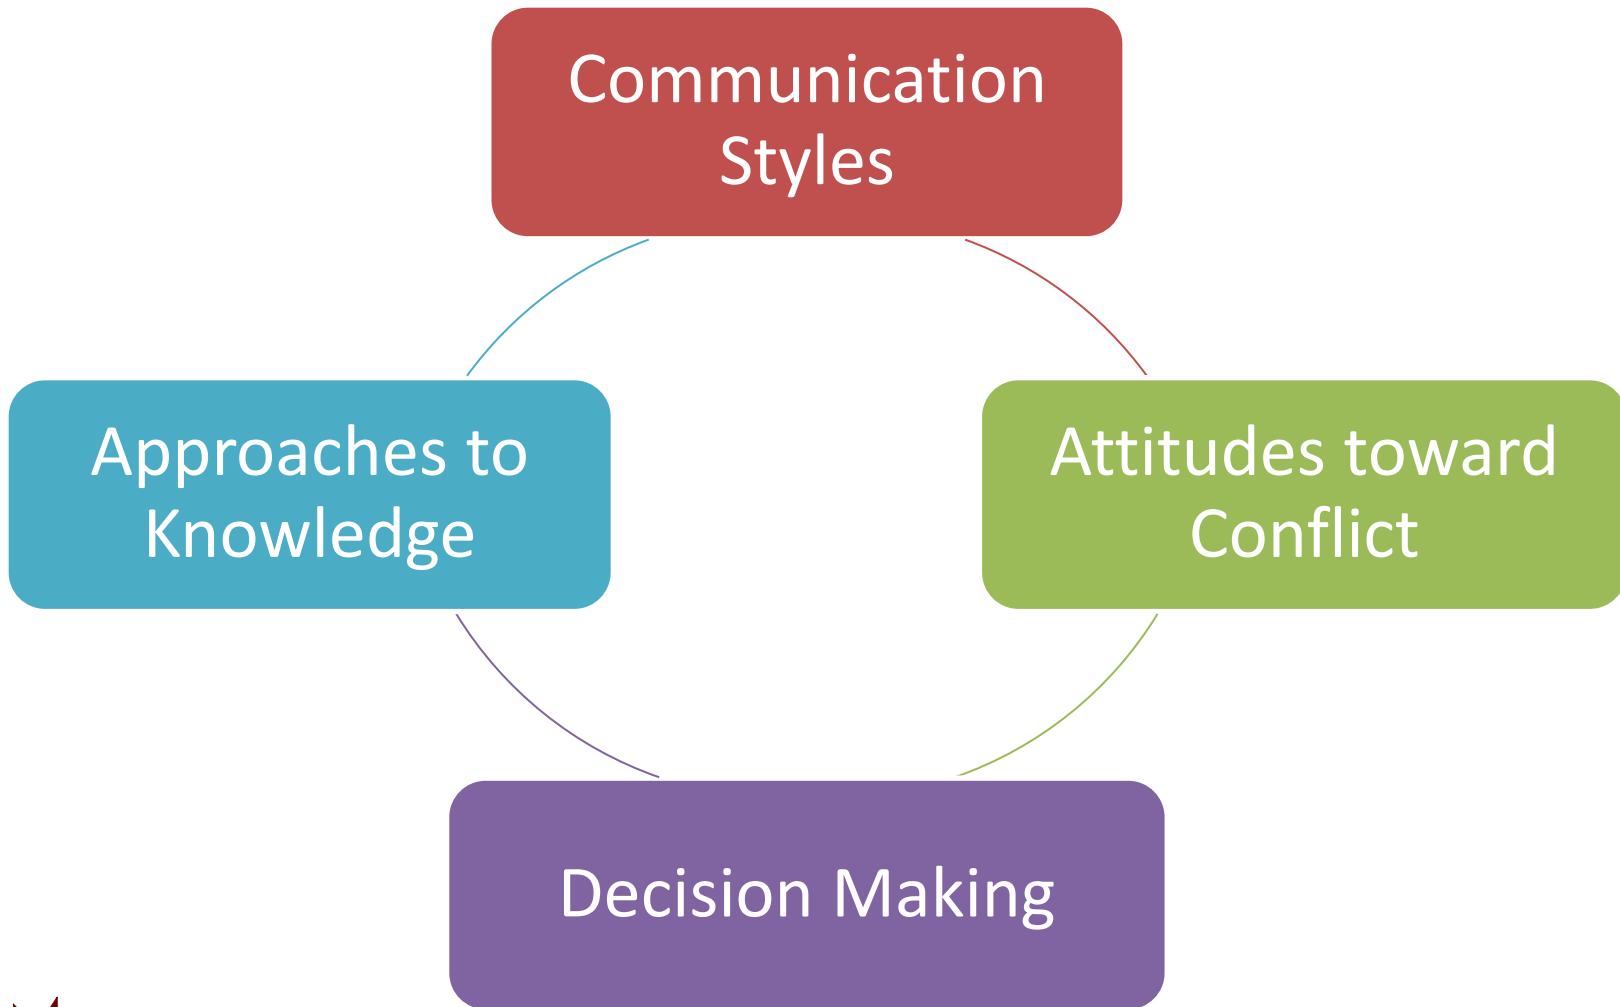 Communication
Styles
Approaches to
Knowledge
Attitudes toward
Conflict
Decision Making